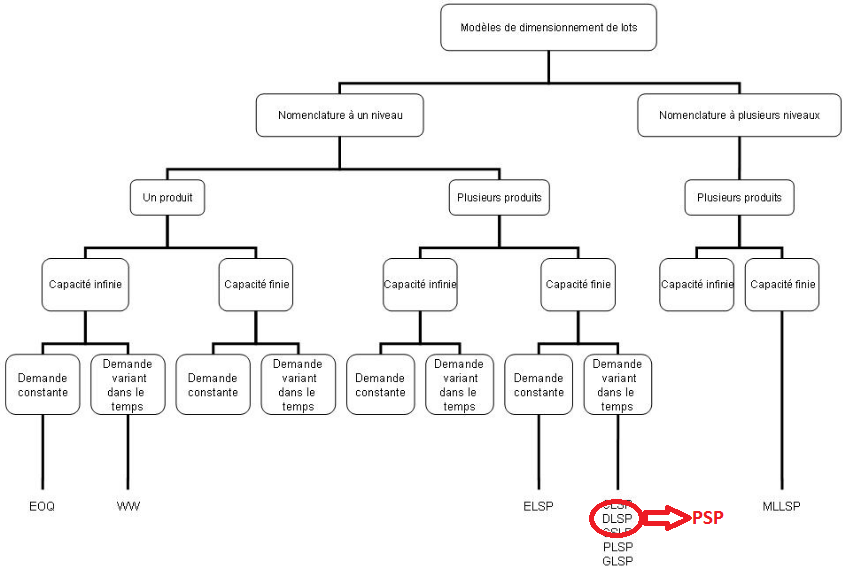 Modèles de dimensionnement de lots
Nomenclature à un niveau
Nomenclature à plusieurs niveaux
Un produit
Plusieurs produits
Plusieurs produits
Capacité infinie
Capacité finie
Capacité infinie
Capacité finie
Capacité infinie
Capacité finie
Demande
constante
Demande
variant
dans le
temps
Demande
constante
Demande
variant
dans le
temps
Demande
constante
Demande
variant
dans le
temps
Demande
constante
Demande
variant
dans le
temps
EOQ
WW
ELSP
DLSP
PLSP
GLSP
PSP
MLLSP